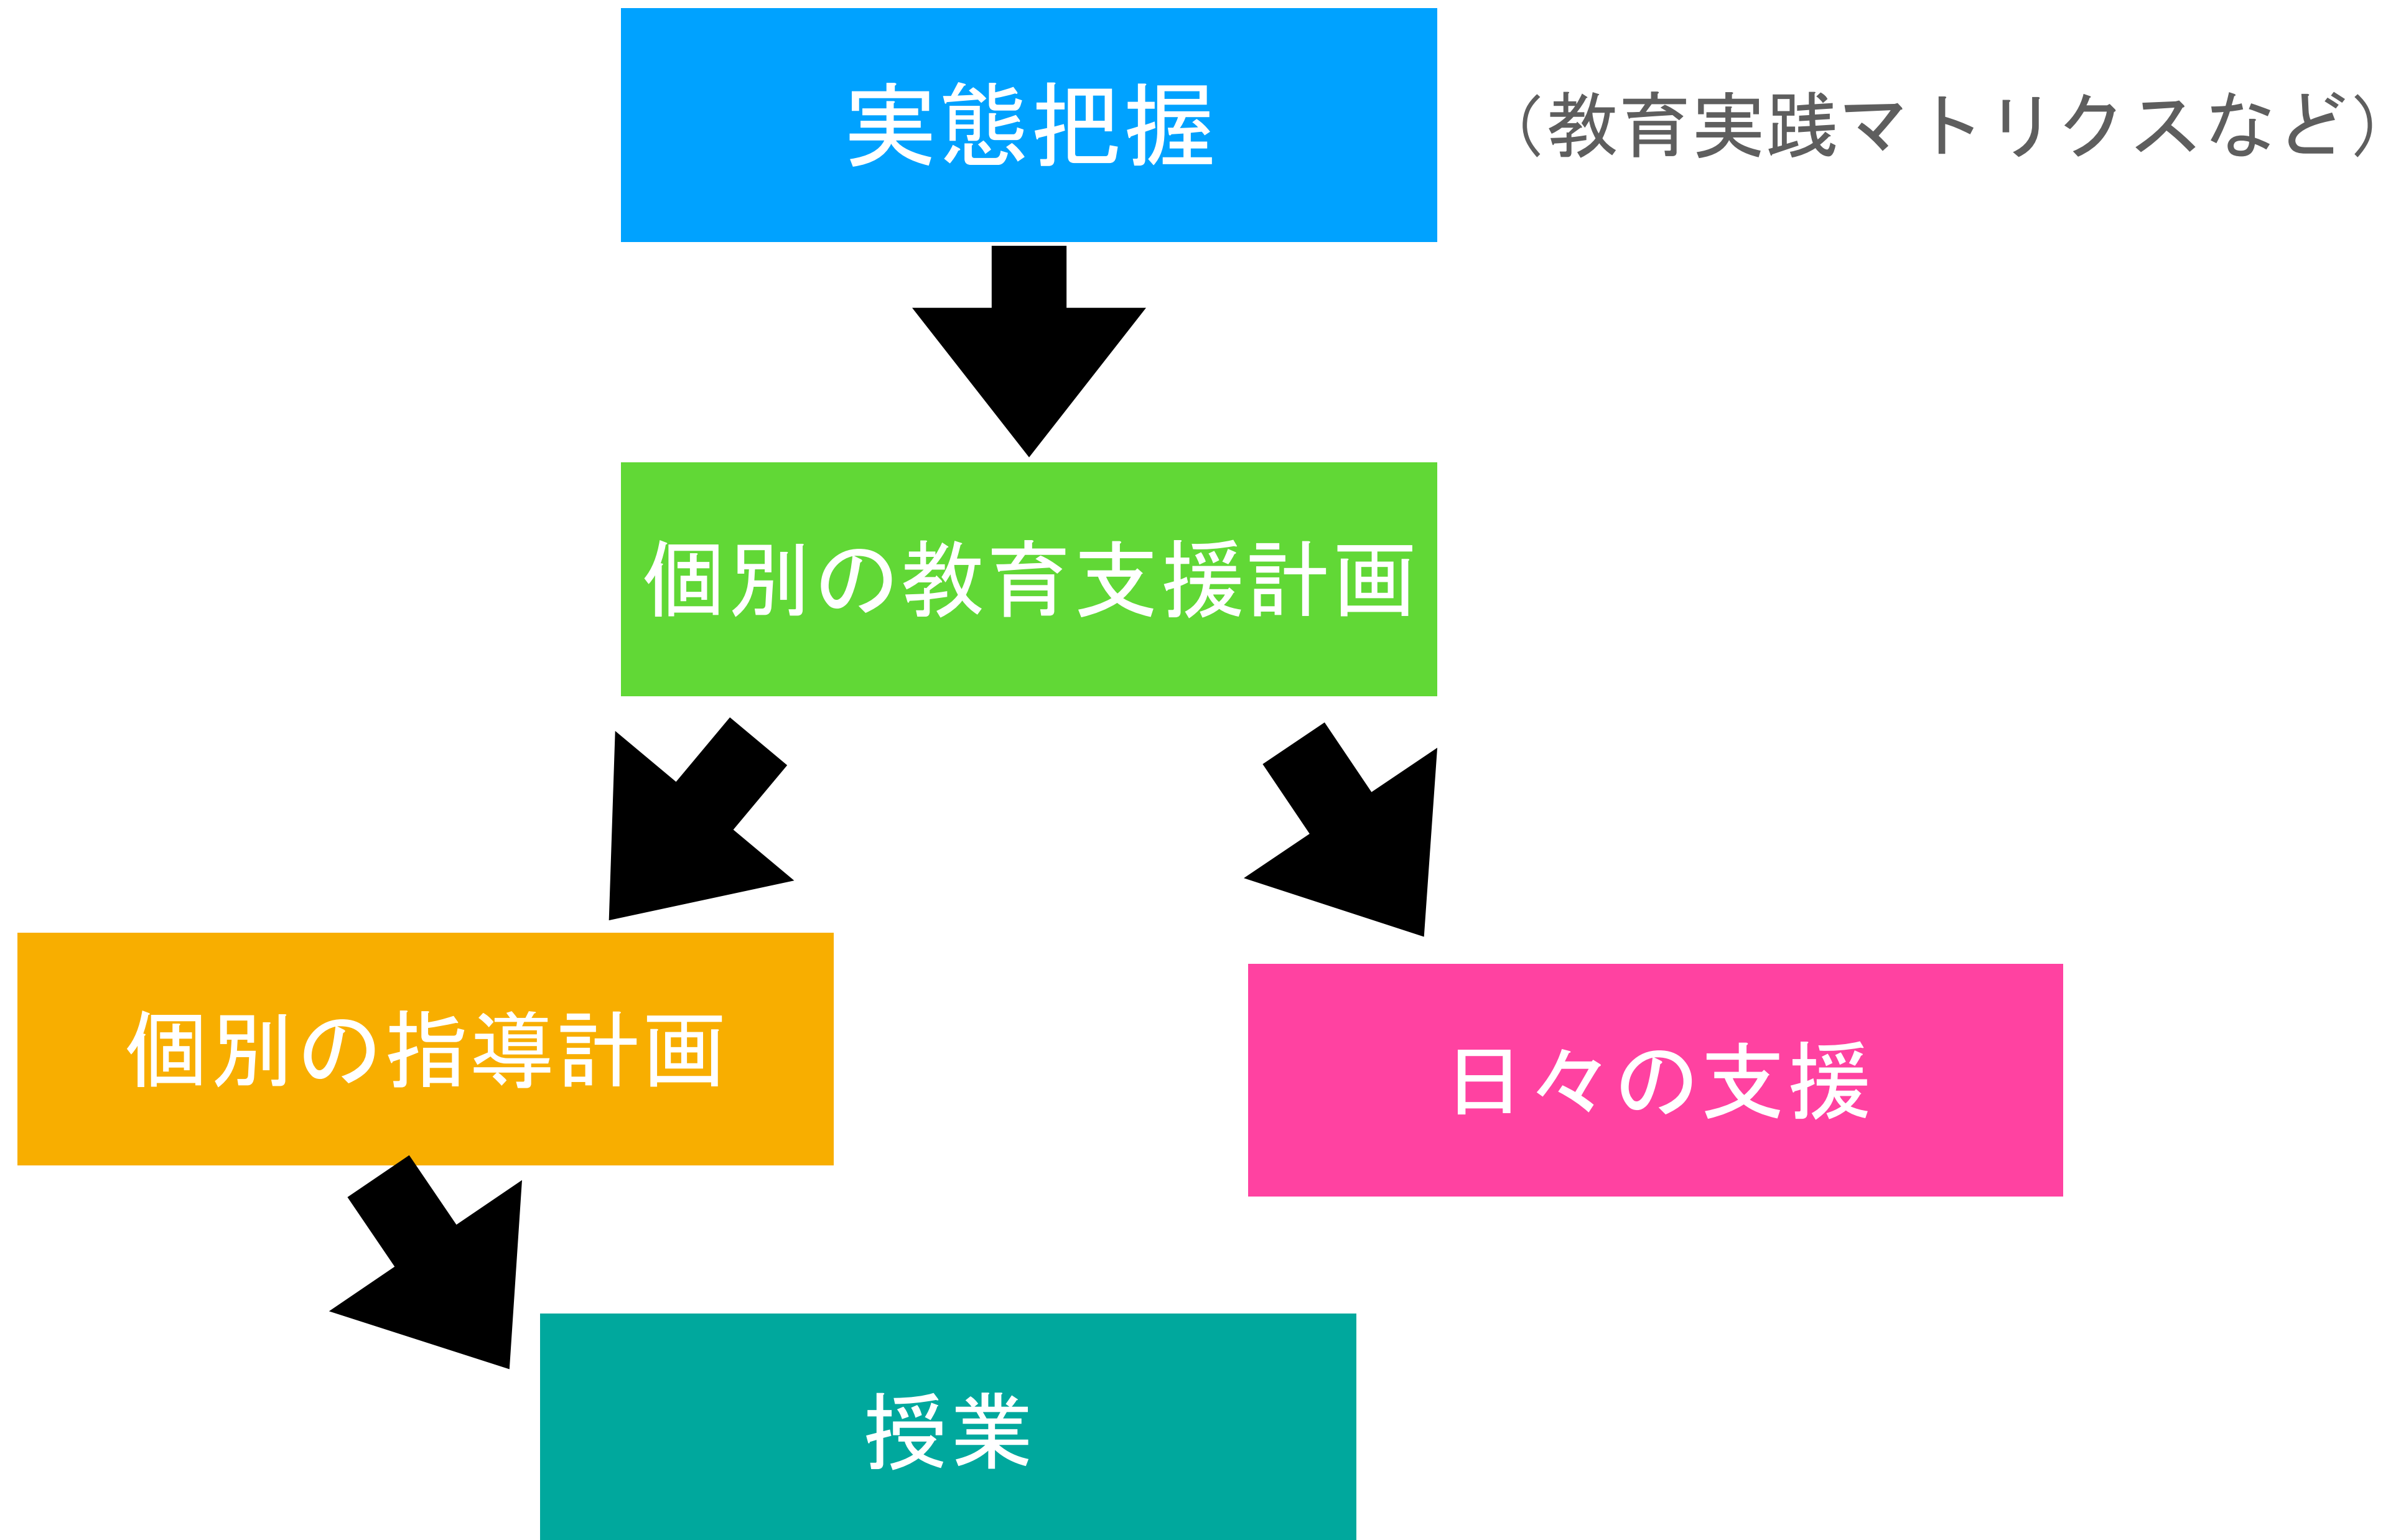 実態把握
（教育実践マトリクスなど）
個別の教育支援計画
個別の指導計画
日々の支援
授業